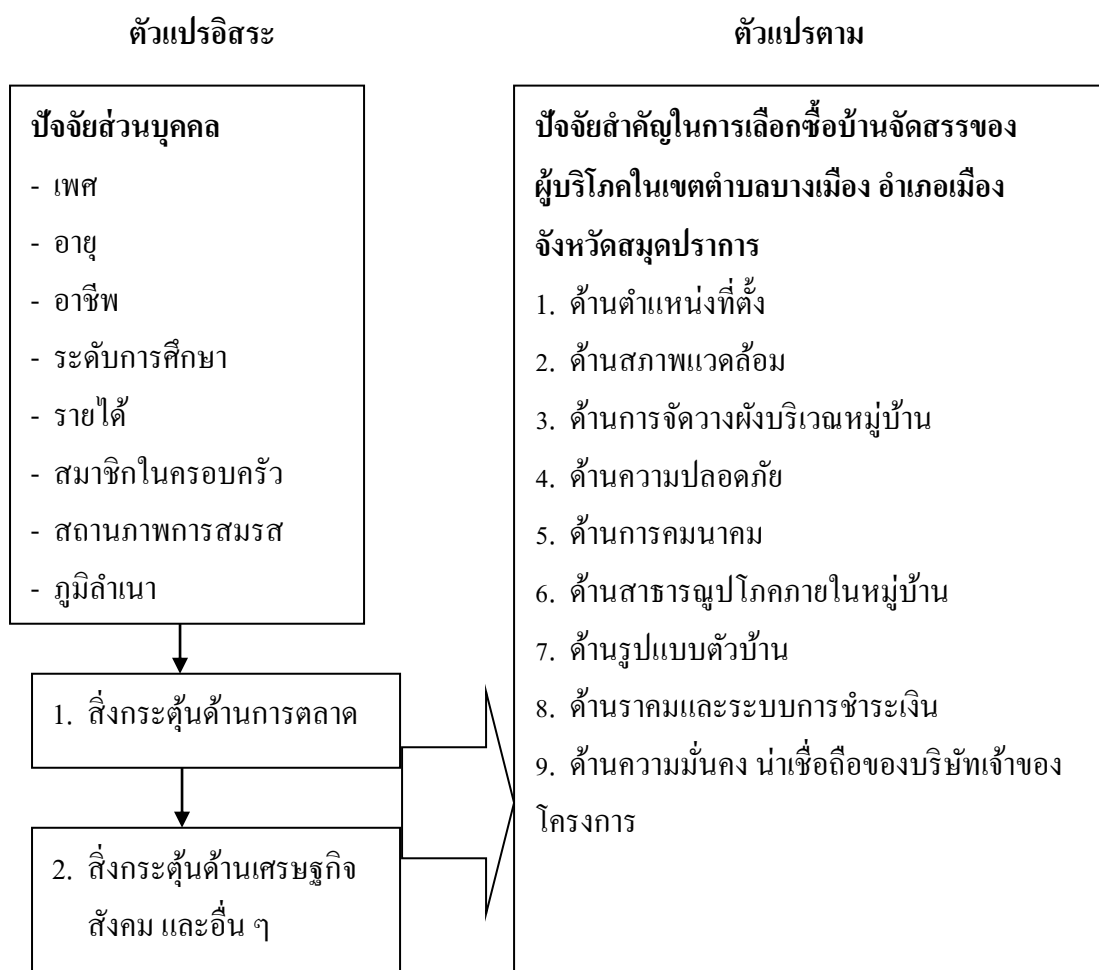 ตัวแปรอิสระ
ตัวแปรตาม
ปัจจัยส่วนบุคคล
- เพศ
- อายุ
- อาชีพ
- ระดับการศึกษา
- รายได้
- สมาชิกในครอบครัว
- สถานภาพการสมรส
- ภูมิลำเนา
1. สิ่งกระตุ้นด้านการตลาด
2. สิ่งกระตุ้นด้านเศรษฐกิจ
สังคม และอื่น ๆ
ปัจจัยสำคัญในการเลือกซื้อบ้านจัดสรรของ
ผู้บริโภคในเขตตำบลบางเมือง อำเภอเมือง
จังหวัดสมุดปราการ
1. ด้านตำแหน่งที่ตั้ง
2. ด้านสภาพแวดล้อม
3. ด้านการจัดวางผังบริเวณหมู่บ้าน
4. ด้านความปลอดภัย
5. ด้านการคมนาคม
6. ด้านสาธารณูปโภคภายในหมู่บ้าน
7. ด้านรูปแบบตัวบ้าน
8. ด้านราคมและระบบการชำระเงิน
9. ด้านความมั่นคง น่าเชื่อถือของบริษัทเจ้าของ
โครงการ